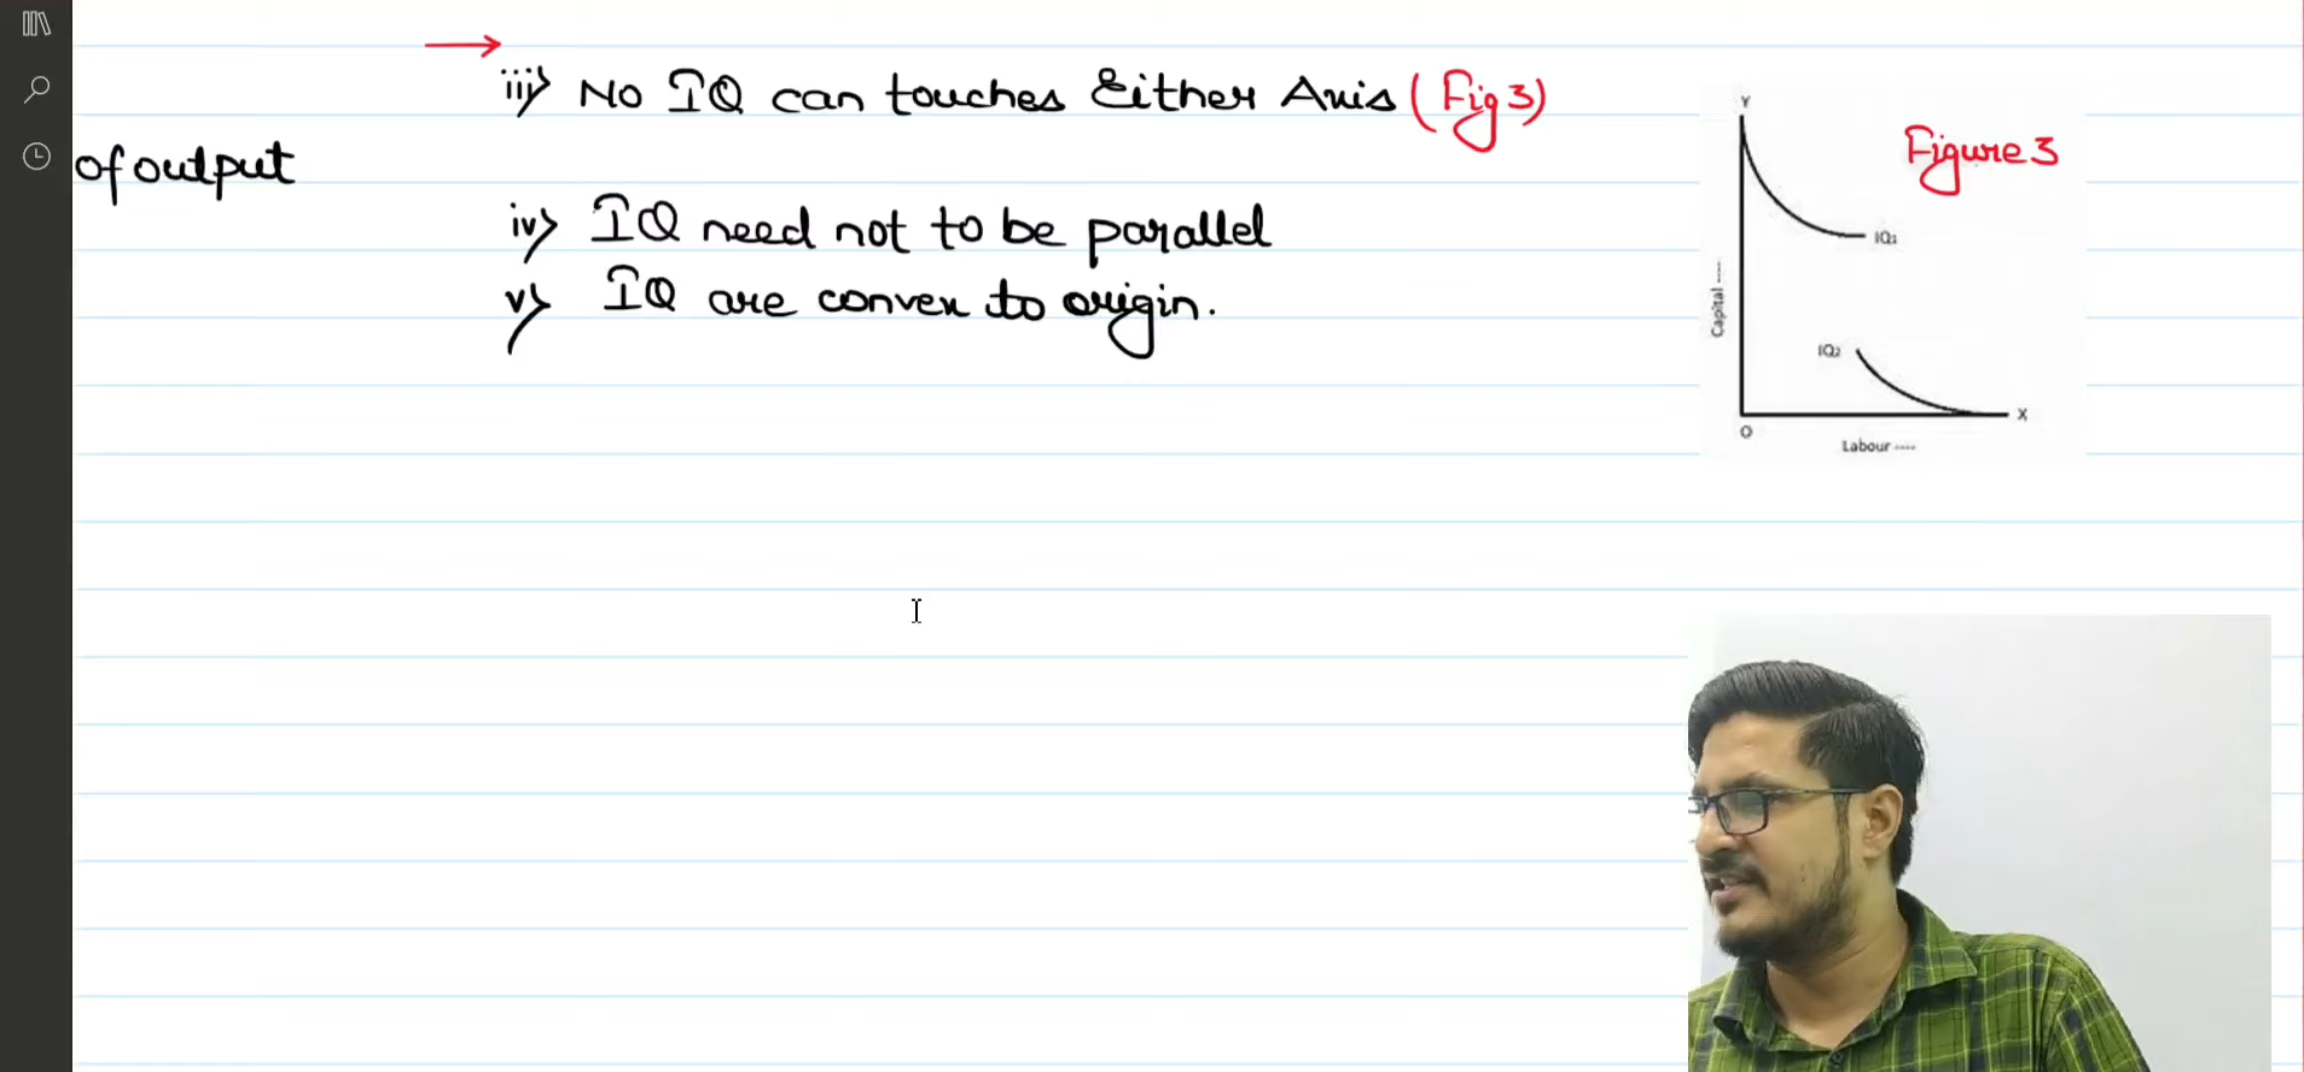 iii) No IQ can touches Either Axis (Fig 3)
of output
iv) IQ need not to be parallel
v) IQ are convex to origin.
Figure 3
Y
IQ₁
Capital ----
IQ₂
X
O
Labour ----